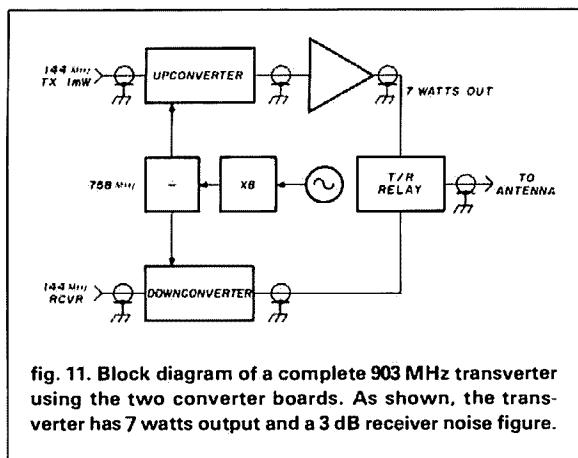 144 MHz
TX 1mW
UPCONVERTER
7 WATTS OUT
758 MHz
÷
X8
T/R
RELAY
TO
ANTENNA
144 MHz
RCVR
DOWNCONVERTER
fig. 11. Block diagram of a complete 903 MHz transverter
using the two converter boards. As shown, the trans-
verter has 7 watts output and a 3 dB receiver noise figure.